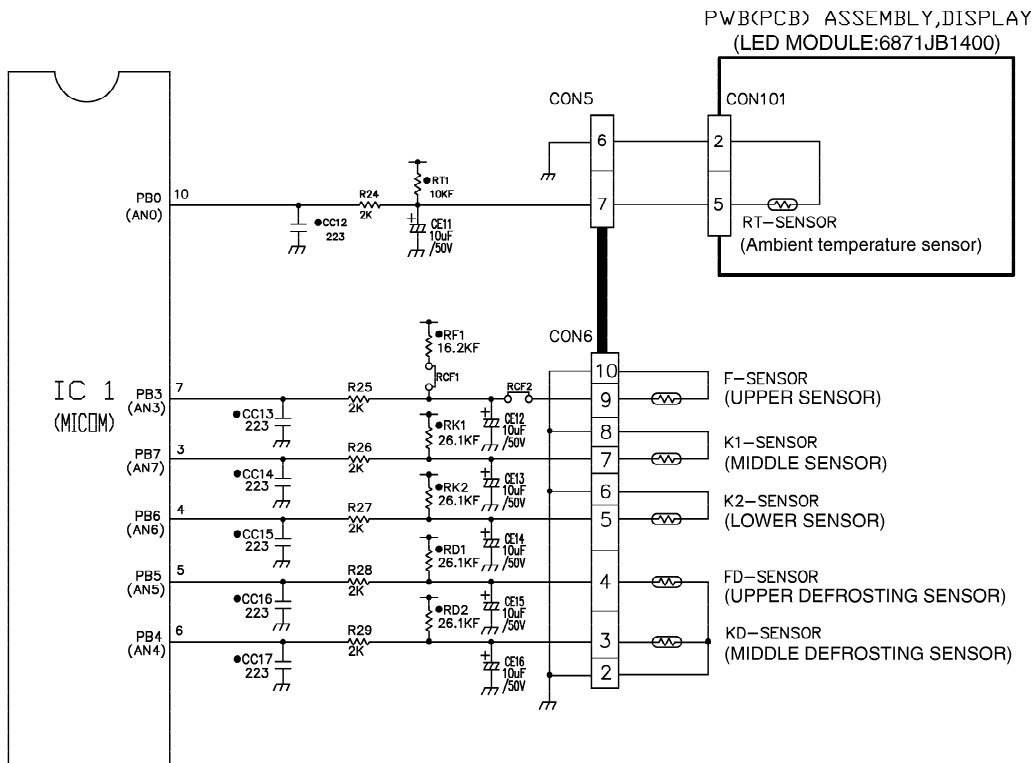 PWB(PCB) ASSEMBLY,DISPLAY
(LED MODULE:6871JB1400)
CON5
CON101
6
2
RT1
10KF
PB0
(AN0)
10
R24
2K
7
5
CC12
223
CE11
10uF
/50V
RT-SENSOR
(Ambient temperature sensor)
CON6
RF1
16.2KF
RCF1
RCF2
10
F-SENSOR
(UPPER SENSOR)
IC 1
(MICOM)
PB3
(AN3)
7
R25
2K
9
CC13
223
RK1
26.1KF
CE12
10uF
/50V
8
K1-SENSOR
(MIDDLE SENSOR)
PB7
(AN7)
3
R26
2K
7
CC14
223
RK2
26.1KF
CE13
10uF
/50V
6
K2-SENSOR
(LOWER SENSOR)
PB6
(AN6)
4
R27
2K
5
CC15
223
RD1
26.1KF
CE14
10uF
/50V
PB5
(AN5)
5
R28
2K
4
FD-SENSOR
(UPPER DEFROSTING SENSOR)
CC16
223
RD2
26.1KF
CE15
10uF
/50V
PB4
(AN4)
6
R29
2K
3
KD-SENSOR
(MIDDLE DEFROSTING SENSOR)
CC17
223
CE16
10uF
/50V
2